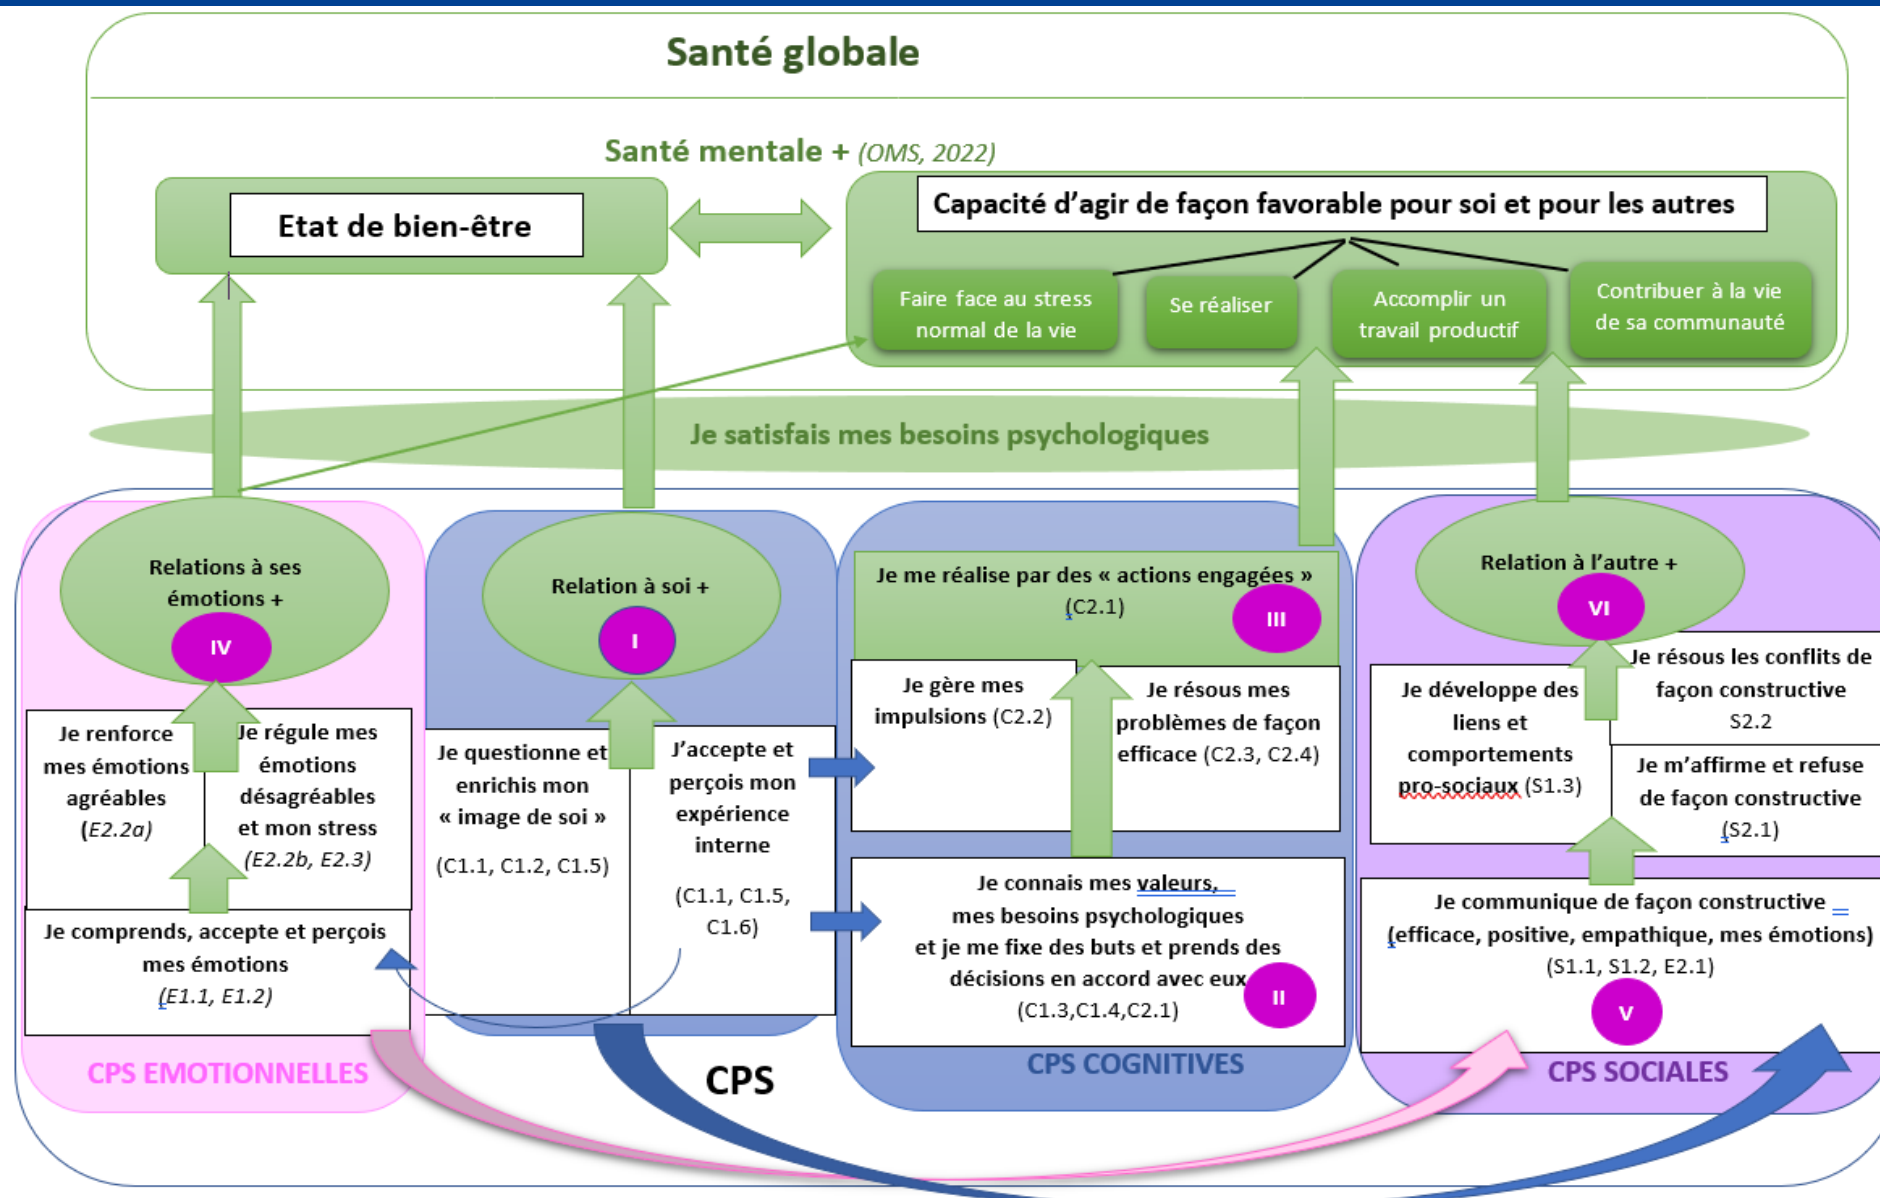 Santé globale
Santé mentale + (OMS, 2022)
Etat de bien-être
Capacité d’agir de façon favorable pour soi et pour les autres
Faire face au stress
normal de la vie
Se réaliser
Accomplir un
travail productif
Contribuer à la vie
de sa communauté
Je satisfais mes besoins psychologiques
Relations à ses
émotions +
IV
Je renforce
mes émotions
agréables
(E2.2a)
Je régule mes
émotions
désagréables
et mon stress
(E2.2b, E2.3)
Je comprends, accepte et perçois
mes émotions
(E1.1, E1.2)
CPS EMOTIONNELLES
Relation à soi +
I
Je questionne et
enrichis mon
« image de soi »
(C1.1, C1.2, C1.5)
J’accepte et
perçois mon
expérience
interne
(C1.1, C1.5,
C1.6)
CPS
Je me réalise par des « actions engagées »
(C2.1)
III
Je gère mes
impulsions (C2.2)
Je résous mes
problèmes de façon
efficace (C2.3, C2.4)
Je connais mes valeurs,
mes besoins psychologiques
et je me fixe des buts et prends des
décisions en accord avec eux
(C1.3,C1.4,C2.1)
II
CPS COGNITIVES
Relation à l’autre +
VI
Je développe des
liens et
comportements
pro-sociaux (S1.3)
Je résous les conflits de
façon constructive
S2.2
Je m’affirme et refuse
de façon constructive
(S2.1)
Je communique de façon constructive
(efficace, positive, empathique, mes émotions)
(S1.1, S1.2, E2.1)
V
CPS SOCIALES